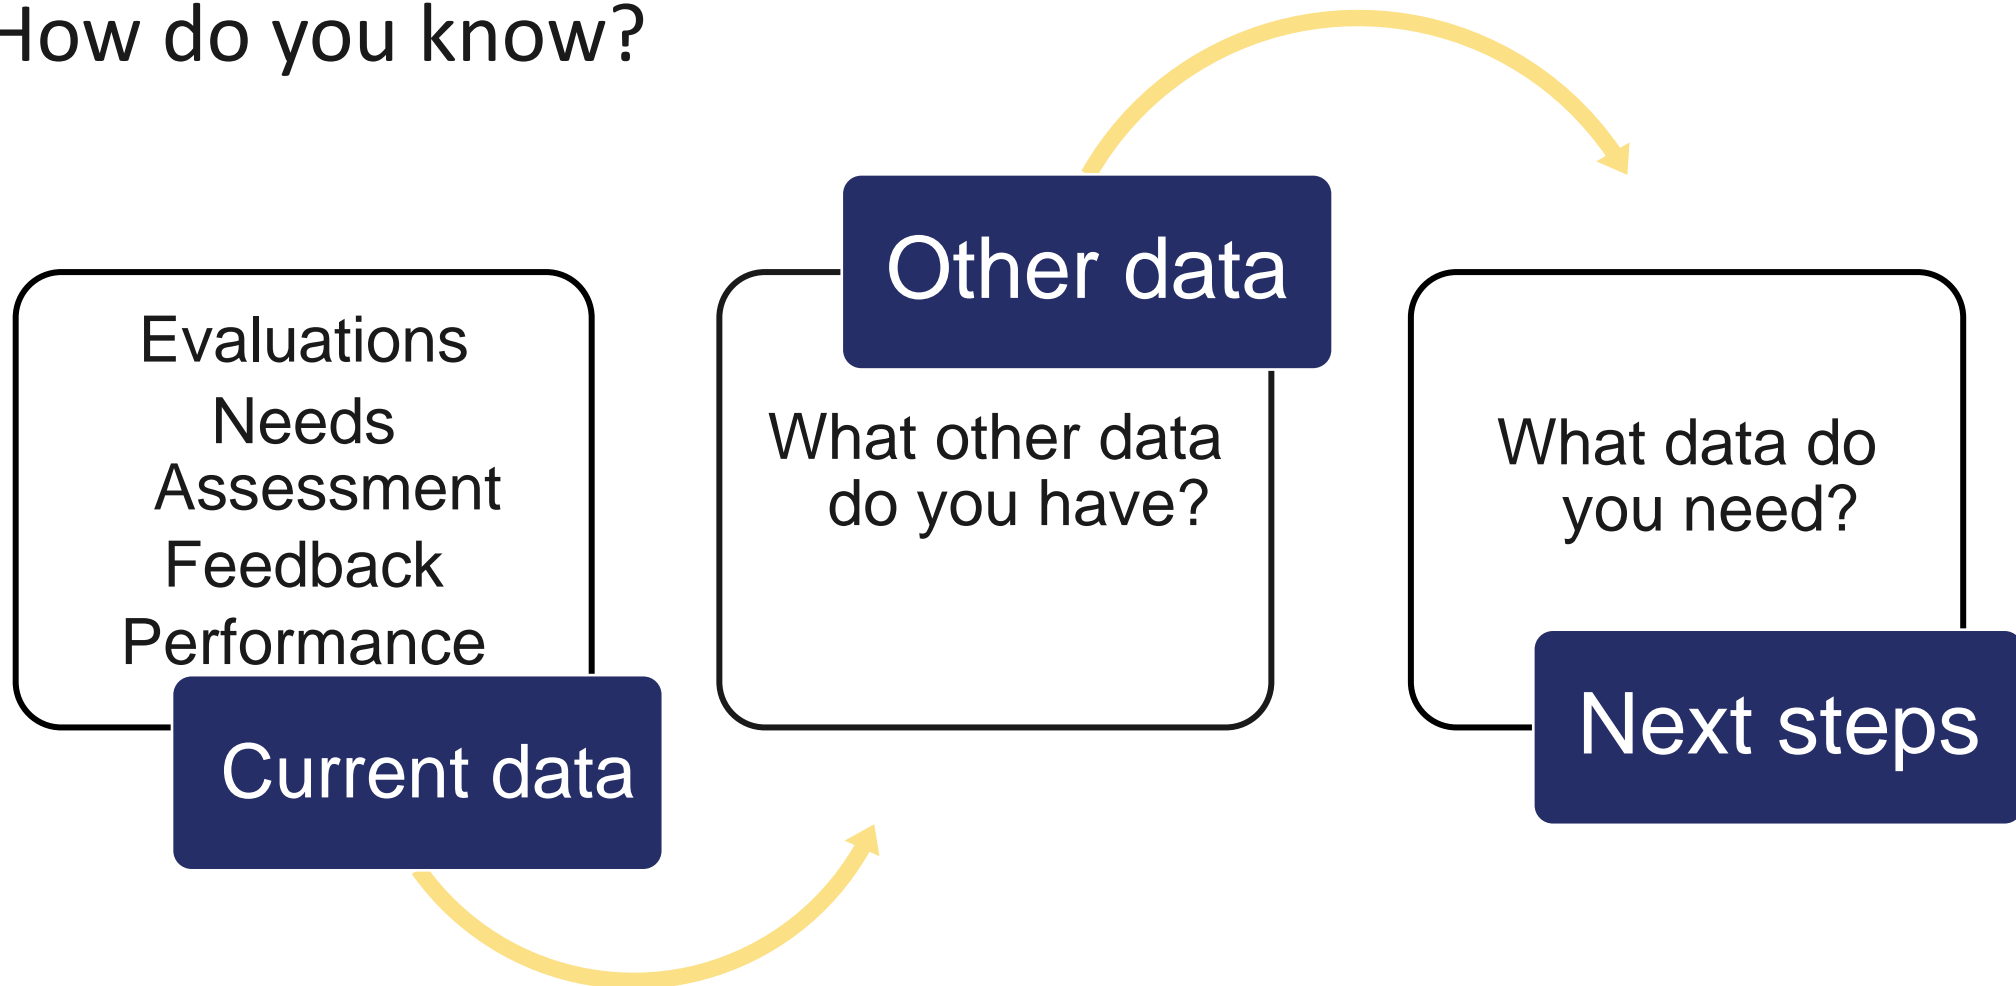 How do you know?
Evaluations
Needs
Assessment
Feedback
Performance
Current data
Other data
What other data
do you have?
What data do
you need?
Next steps